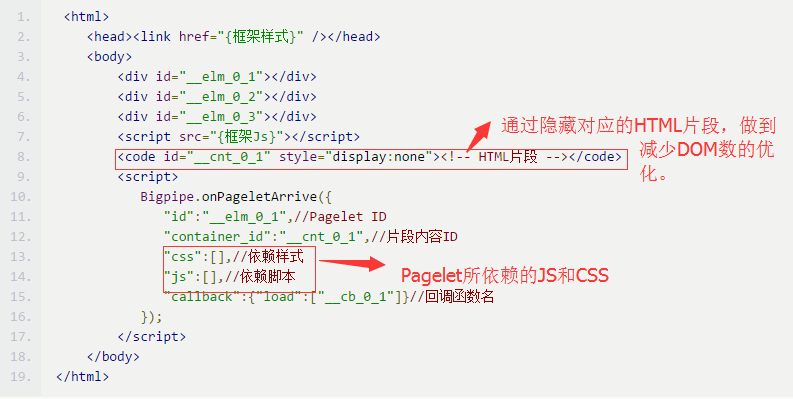 1. <html>
2. <head><link href="{框架样式}" /></head>
3. <body>
4. <div id="__elm_0_1"></div>
5. <div id="__elm_0_2"></div>
6. <div id="__elm_0_3"></div>
7. <script src="{框架Js}"></script>
8. <code id="__cnt_0_1" style="display:none"><!-- HTML片段 --></code>
9. <script>
10. Bigpipe.onPageletArrive({
11. "id":"__elm_0_1",//Pagelet ID
12. "container_id":"__cnt_0_1",//片段内容ID
13. "css":[],//依赖样式
14. "js":[],//依赖脚本
15. "callback":{"load":["__cb_0_1"]}//回调函数名
16. });
17. </script>
18. </body>
19. </html>
通过隐藏对应的HTML片段，做到
减少DOM数的优
化。
Pagelet所依赖的JS和CSS